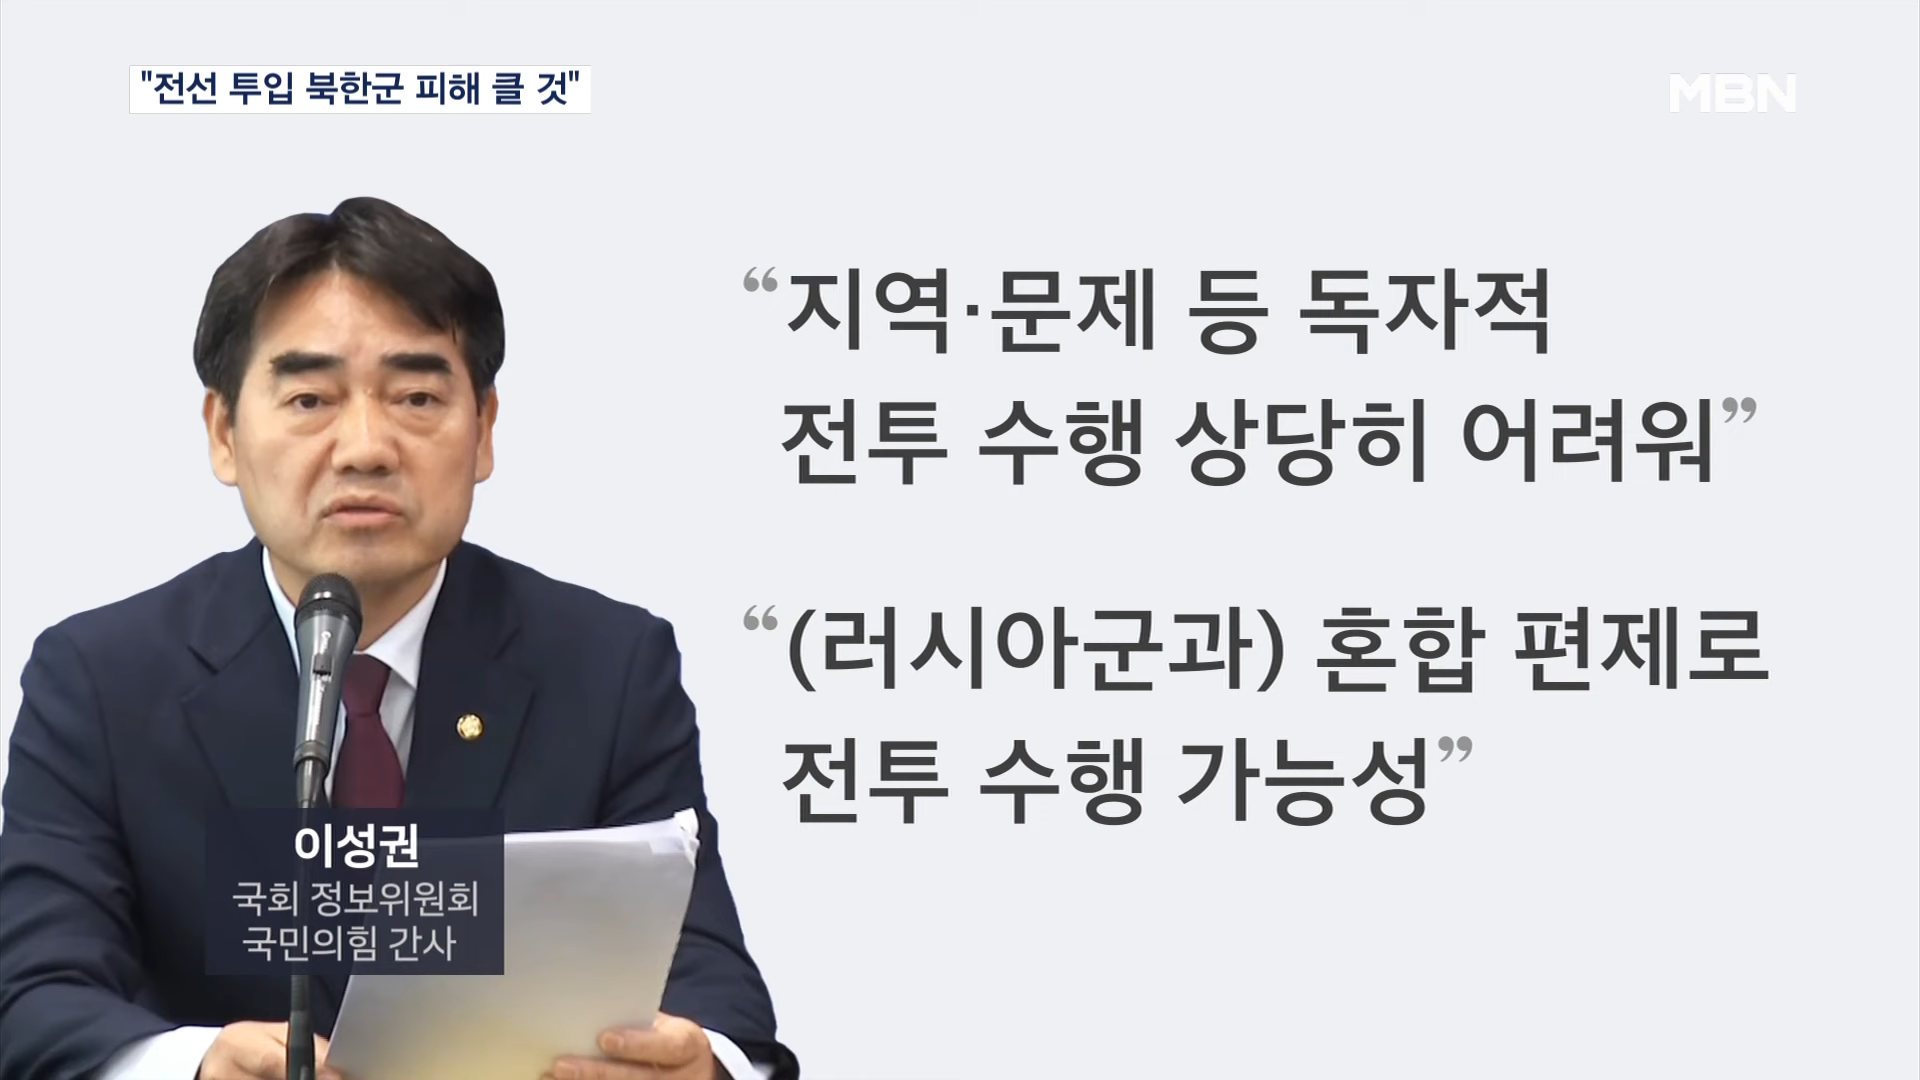 "전선 투입 북한군 피해 클 것"
MBN
“지역·문제 등 독자적
전투 수행 상당히 어려워”
“(러시아군과) 혼합 편제로
전투 수행 가능성”
이성권
국회 정보위원회
국민의힘 간사